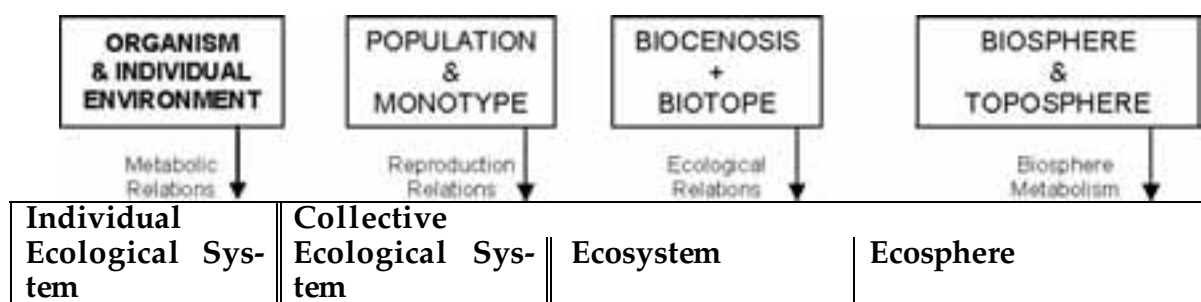 ORGANISM
& INDIVIDUAL
ENVIRONMENT
POPULATION
&
MONOTYPE
BIOCENOSIS
+
BIOTOPE
BIOSPHERE
&
TOPOSPHERE
Metabolic
Relations
Reproduction
Relations
Ecological
Relations
Biosphere
Metabolism
Individual
Ecological Sys-
tem
Collective
Ecological Sys-
tem
Ecosystem
Ecosphere